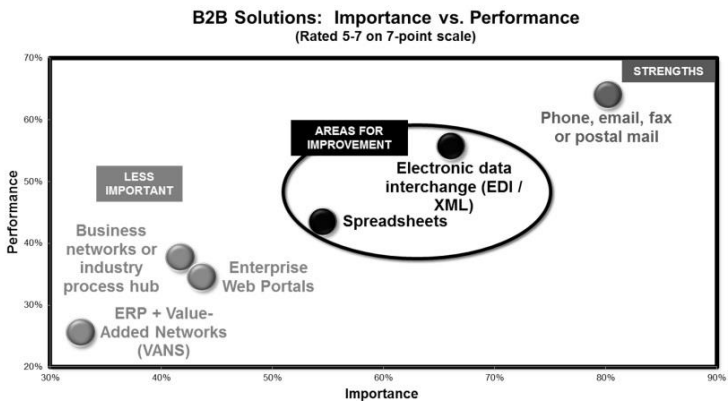 B2B Solutions: Importance vs. Performance
(Rated 5-7 on 7-point scale)
70%
60%
50%
40%
30%
20%
Performance
STRENGTHS
Phone, email, fax
or postal mail
AREAS FOR
IMPROVEMENT
Electronic data
interchange (EDI /
XML)
Spreadsheets
LESS
IMPORTANT
Business
networks or
industry
process hub
Enterprise
Web Portals
ERP + Value-
Added Networks
(VANS)
30%
40%
50%
60%
70%
80%
90%
Importance